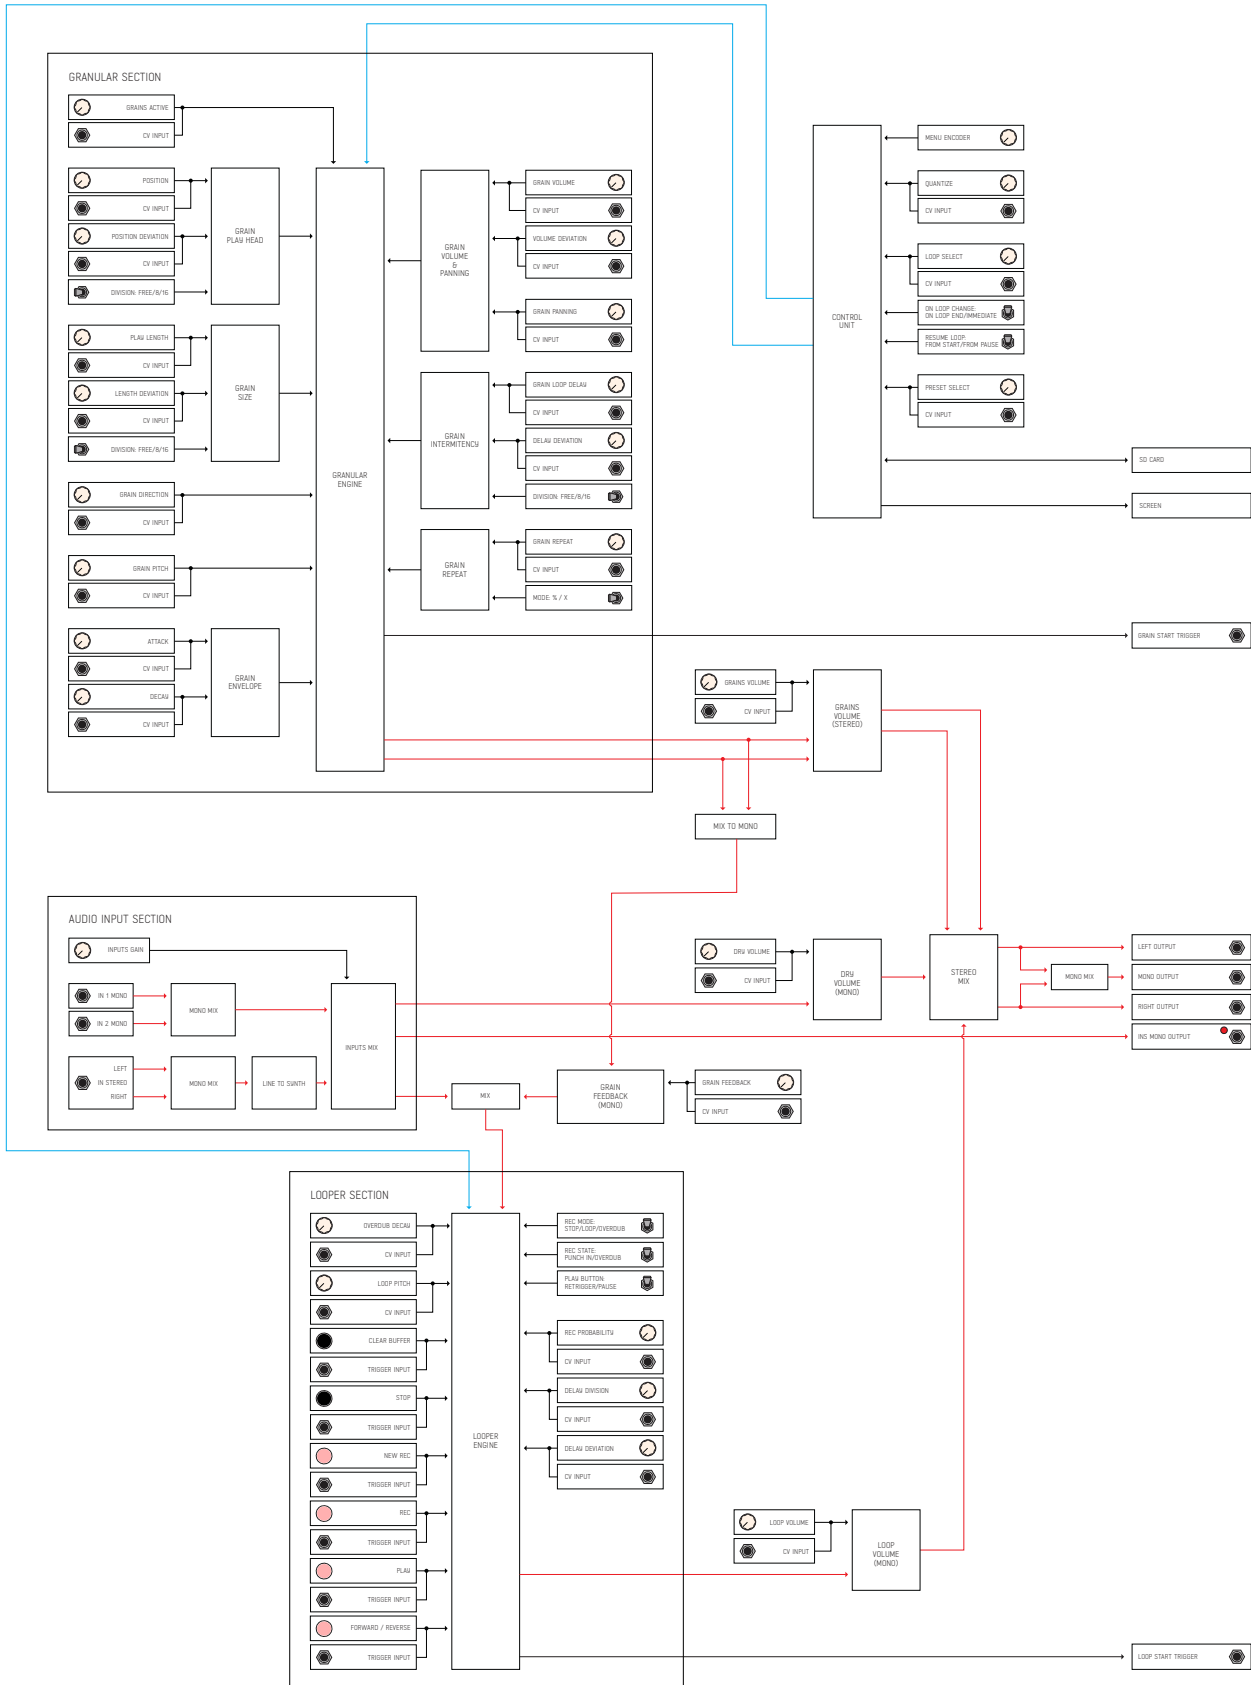 GRANULAR SECTION
GRAINS ACTIVE
CV INPUT
POSITION
CV INPUT
POSITION DEVIATION
CV INPUT
DIVISION: FREE/8/16
GRAIN
PLAY HEAD
PLAY LENGTH
CV INPUT
LENGTH DEVIATION
CV INPUT
DIVISION: FREE/8/16
GRAIN
SIZE
GRAIN DIRECTION
CV INPUT
GRAIN PITCH
CV INPUT
ATTACK
CV INPUT
DECAY
CV INPUT
GRAIN
ENVELOPE
GRANULAR
ENGINE
GRAIN
VOLUME
&
PANNING
GRAIN VOLUME
CV INPUT
VOLUME DEVIATION
CV INPUT
GRAIN PANNING
CV INPUT
GRAIN
INTERMITENCY
GRAIN LOOP DELAY
CV INPUT
DELAY DEVIATION
CV INPUT
DIVISION: FREE/8/16
GRAIN
REPEAT
GRAIN REPEAT
CV INPUT
MODE: % / X
CONTROL
UNIT
MENU ENCODER
QUANTIZE
CV INPUT
LOOP SELECT
CV INPUT
ON LOOP CHANGE:
ON LOOP END/IMMEDIATE
RESUME LOOP:
FROM START/FROM PAUSE
PRESET SELECT
CV INPUT
SD CARD
SCREEN
GRAIN START TRIGGER
GRAINS VOLUME
CV INPUT
GRAINS
VOLUME
(STEREO)
MIX TO MONO
AUDIO INPUT SECTION
INPUTS GAIN
IN 1 MONO
IN 2 MONO
MONO MIX
LEFT
IN STEREO
RIGHT
MONO MIX
LINE TO SYNTH
INPUTS MIX
DRY VOLUME
CV INPUT
DRY
VOLUME
(MONO)
STEREO
MIX
MONO MIX
LEFT OUTPUT
MONO OUTPUT
RIGHT OUTPUT
INS MONO OUTPUT
MIX
GRAIN
FEEDBACK
(MONO)
GRAIN FEEDBACK
CV INPUT
LOOPER SECTION
OVERDUB DECAY
CV INPUT
LOOP PITCH
CV INPUT
CLEAR BUFFER
TRIGGER INPUT
STOP
TRIGGER INPUT
NEW REC
TRIGGER INPUT
REC
TRIGGER INPUT
PLAY
TRIGGER INPUT
FORWARD / REVERSE
TRIGGER INPUT
LOOPER
ENGINE
REC MODE:
STOP/LOOP/OVERDUB
REC STATE:
PUNCH IN/OVERDUB
PLAY BUTTON:
RETRIGGER/PAUSE
REC PROBABILITY
CV INPUT
DELAY DIVISION
CV INPUT
DELAY DEVIATION
CV INPUT
LOOP VOLUME
CV INPUT
LOOP
VOLUME
(MONO)
LOOP START TRIGGER